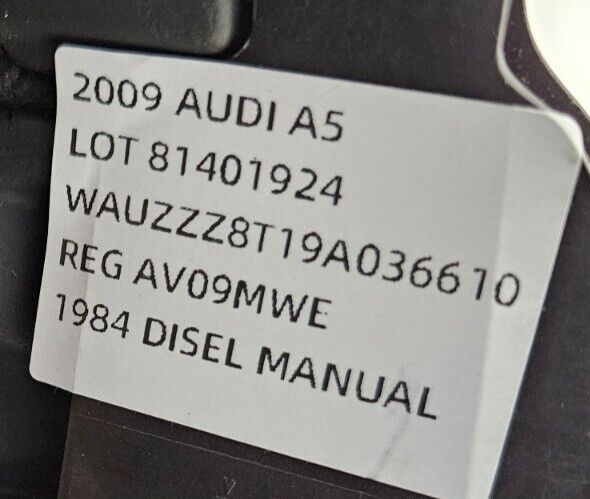 2009 AUDI A5
LOT 81401924
WAUZZZ8T19A036610
REG AV09MWE
1984 DISEL MANUAL